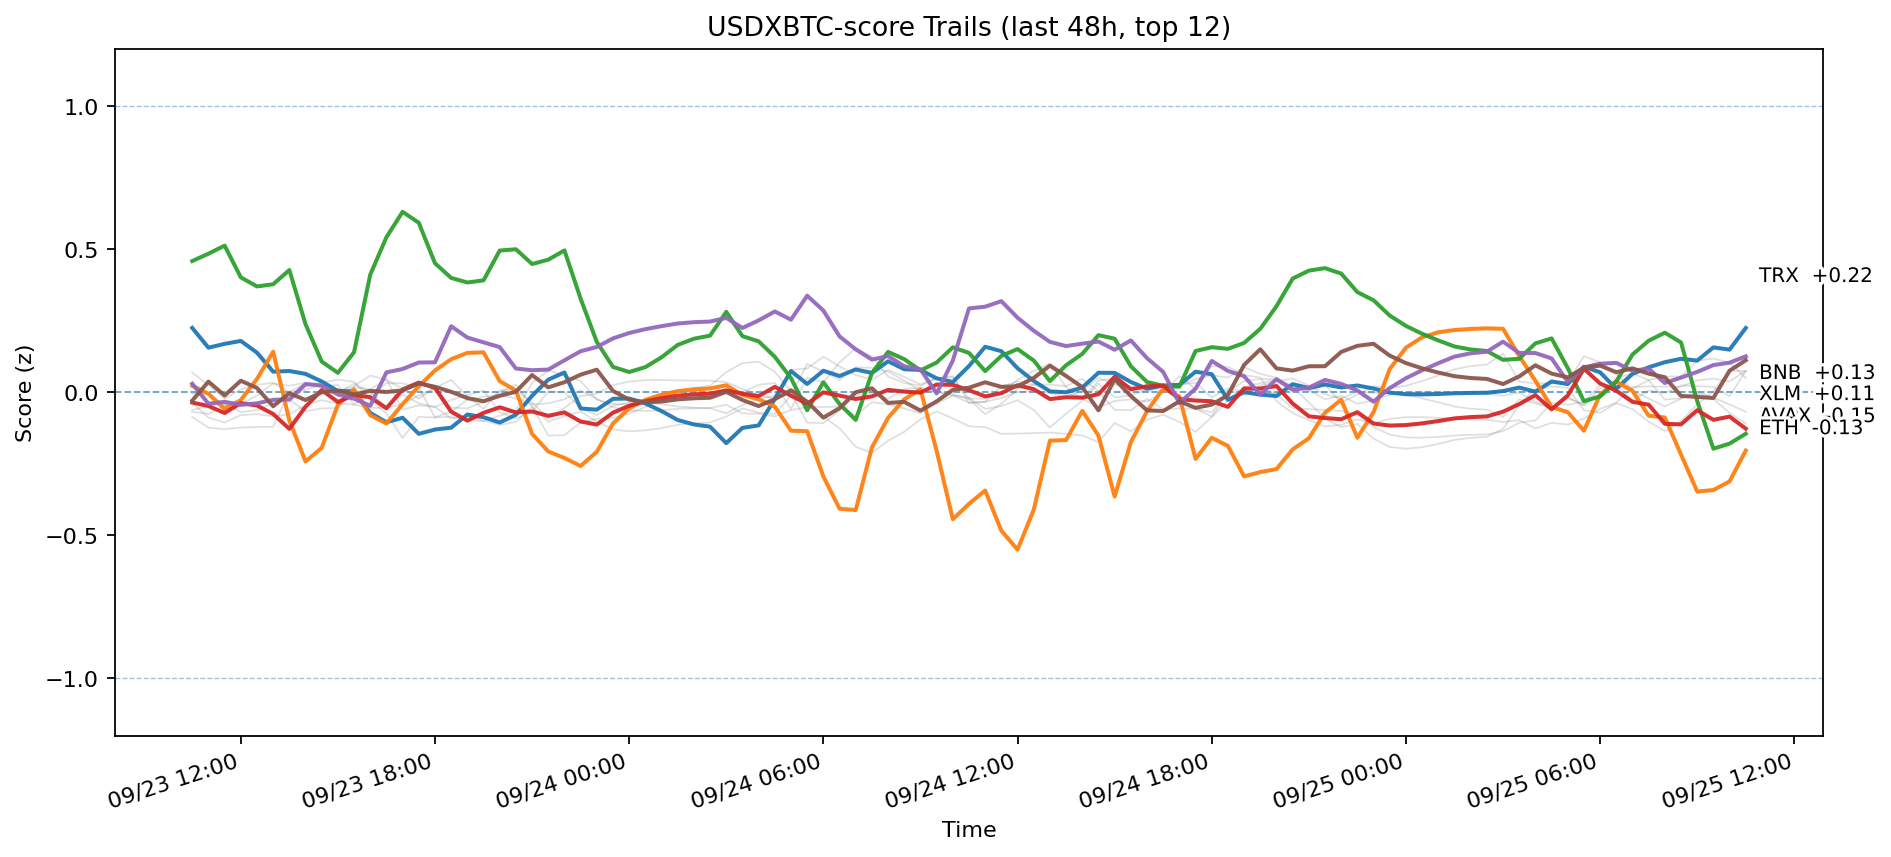 USDXBTC-score Trails (last 48h, top 12)
Score (z)
1.0
0.5
0.0
−0.5
−1.0
TRX +0.22
BNB +0.13
XLM +0.11
AVAX -0.15
ETH -0.13
09/23 12:00
09/23 18:00
09/24 00:00
09/24 06:00
09/24 12:00
09/24 18:00
09/25 00:00
09/25 06:00
09/25 12:00
Time